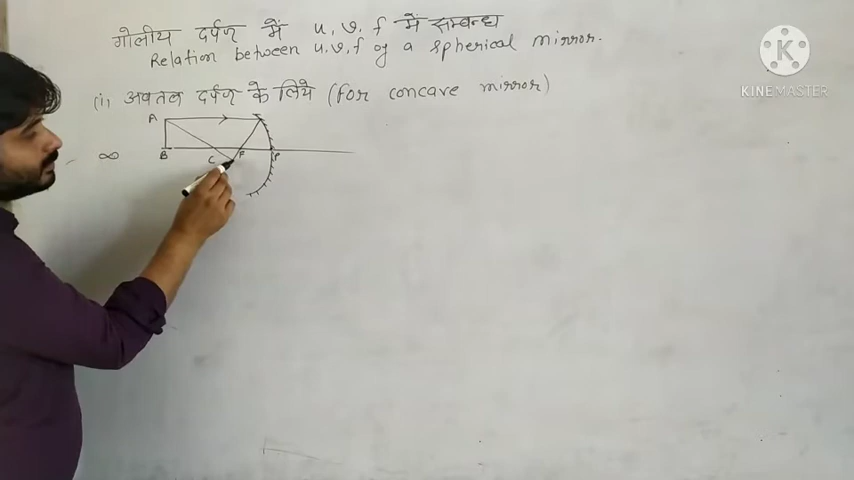 गोलीय दर्पण में u, v, f में सम्बन्ध
Relation between u,v,f of a spherical mirror.
(i) अवतल दर्पण के लिये (for concave mirror)
A
∞ B C F P
K
KINEMASTER